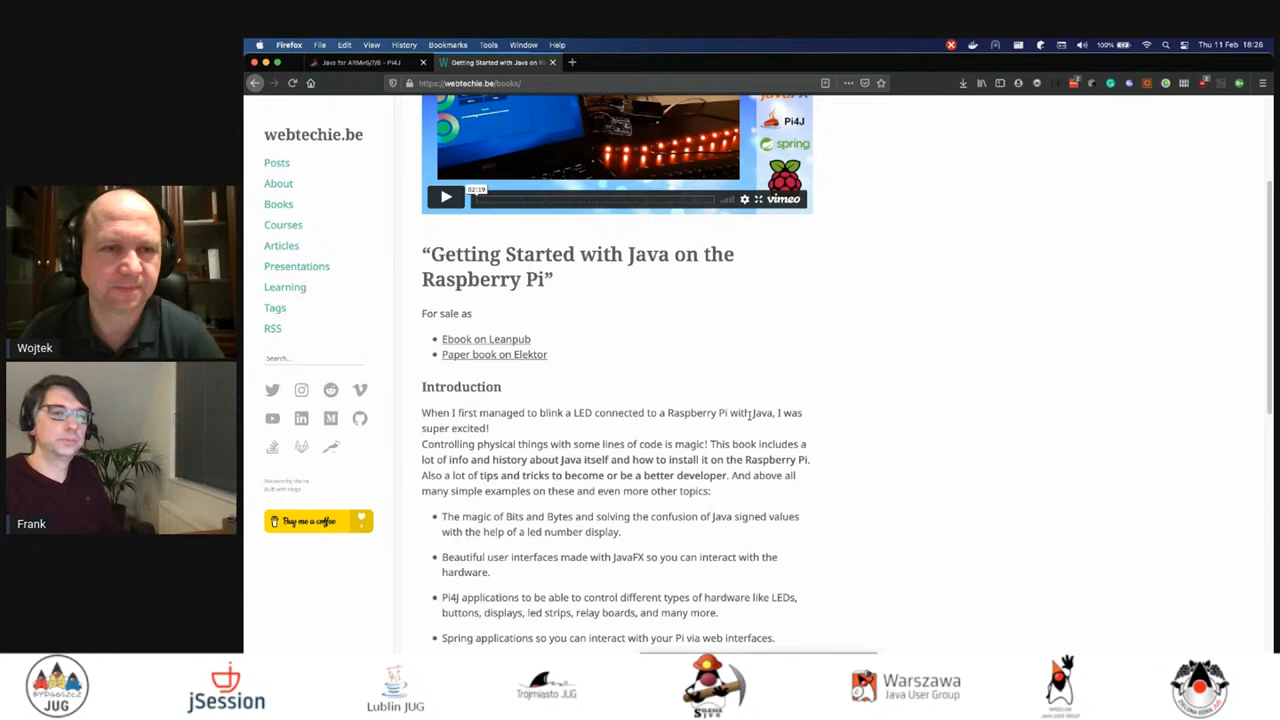 Firefox File Edit View History Bookmarks Tools Window Help
100% Thu 11 Feb 18:28
Java for ARMv6/7/8 - Pi4J
Getting Started with Java on Ra
https://webtechie.be/books/
webtechie.be
Posts
About
Books
Courses
Articles
Presentations
Learning
Tags
RSS
Search...
Noteworthy theme
Built with Hugo
Buy me a coffee
Pi4J
spring
02:19
vimeo
“Getting Started with Java on the
Raspberry Pi”
For sale as
Ebook on Leanpub
Paper book on Elektor
Introduction
When I first managed to blink a LED connected to a Raspberry Pi with Java, I was
super excited!
Controlling physical things with some lines of code is magic! This book includes a
lot of info and history about Java itself and how to install it on the Raspberry Pi.
Also a lot of tips and tricks to become or be a better developer. And above all
many simple examples on these and even more other topics:
The magic of Bits and Bytes and solving the confusion of Java signed values
with the help of a led number display.
Beautiful user interfaces made with JavaFX so you can interact with the
hardware.
Pi4J applications to be able to control different types of hardware like LEDs,
buttons, displays, led strips, relay boards, and many more.
Spring applications so you can interact with your Pi via web interfaces.
Wojtek
Frank
BYDGOSZCZ
JUG
jSession
Lublin JUG
Trojmiasto JUG
Warszawa
Java User Group